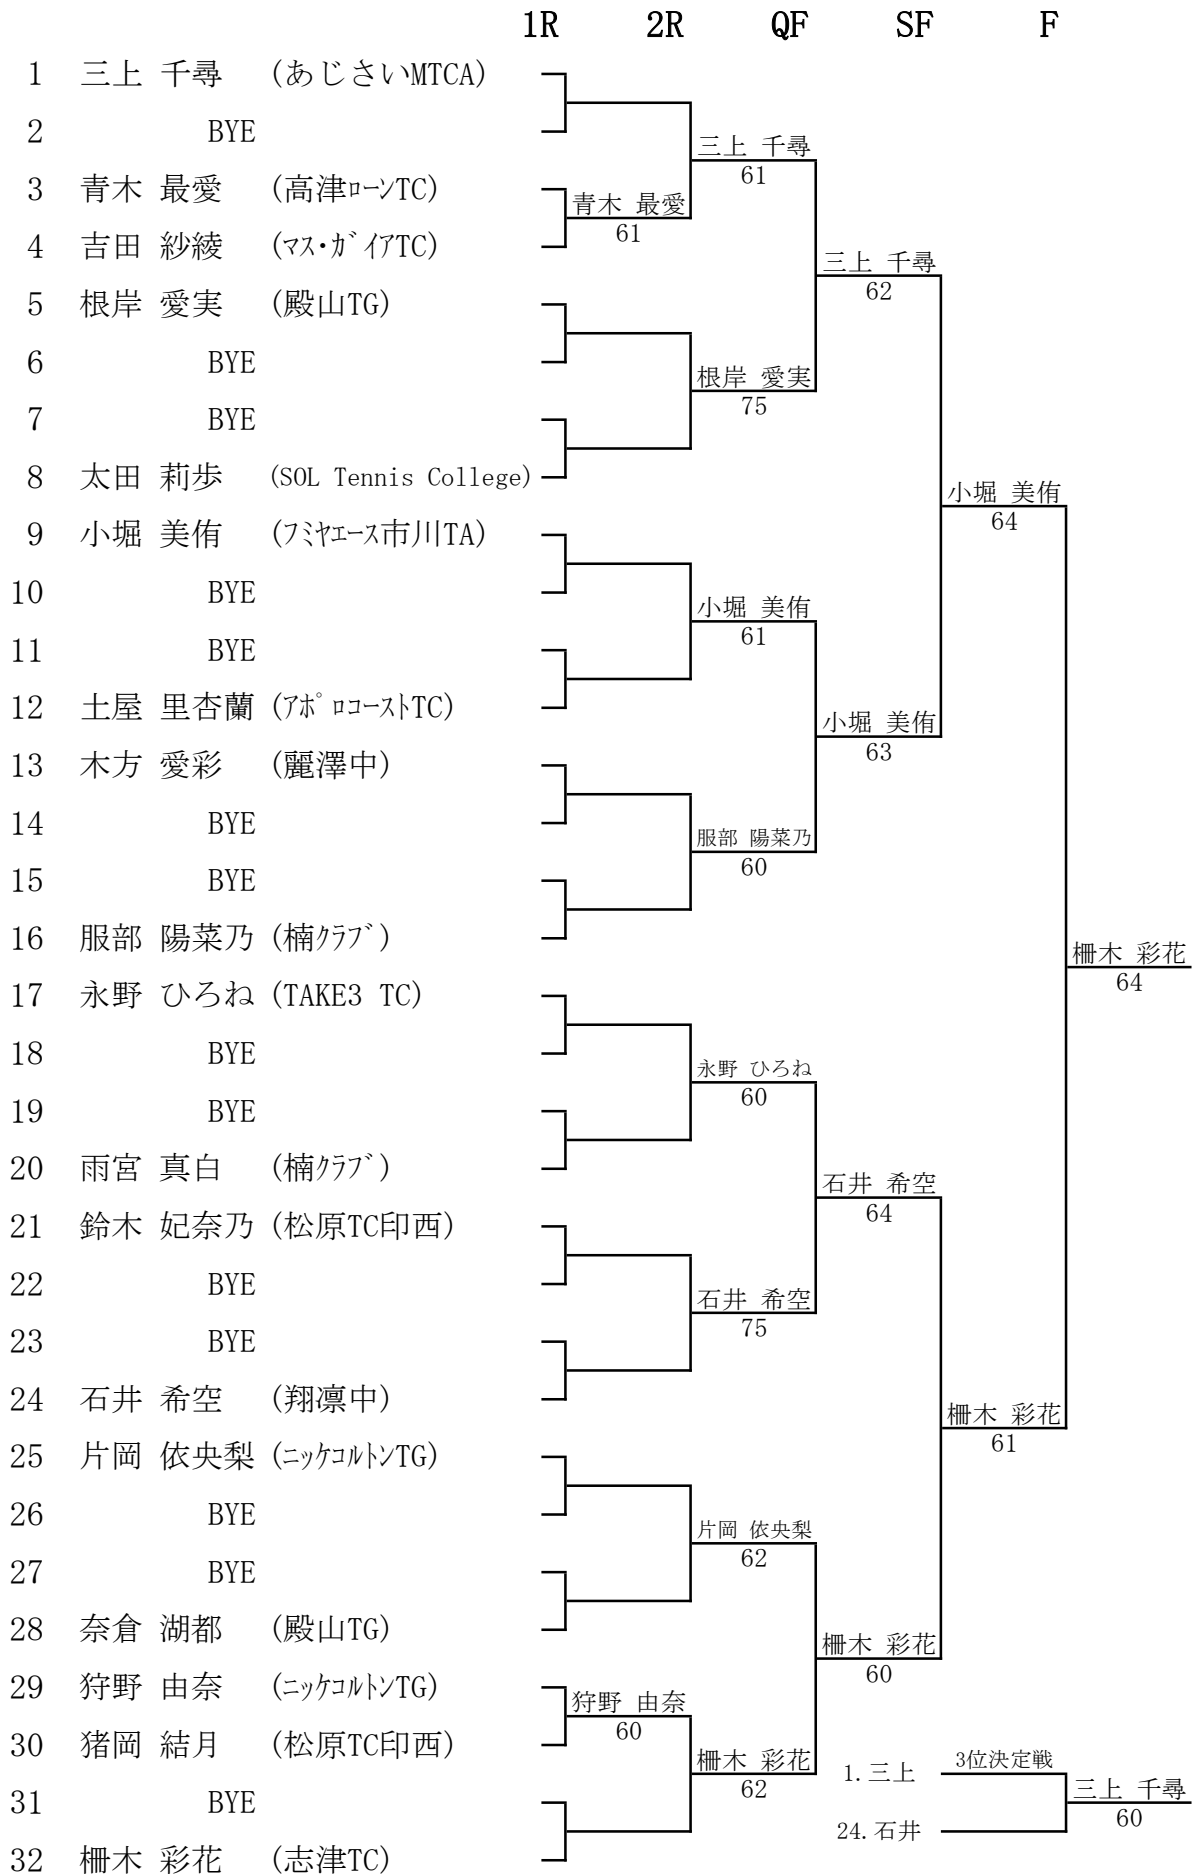 1R 2R QF SF F
1 三上 千尋 (あじさいMTCA)
2 BYE
三上 千尋
61
3 青木 最愛 (高津ﾛｰﾝTC)
青木 最愛
61
4 吉田 紗綾 (マス・ガイアTC)
三上 千尋
62
5 根岸 愛実 (殿山TG)
6 BYE
根岸 愛実
75
7 BYE
8 太田 莉歩 (SOL Tennis College)
小堀 美侑
64
9 小堀 美侑 (フミヤエース市川TA)
10 BYE
小堀 美侑
61
11 BYE
12 土屋 里杏蘭 (アポロコーストTC)
小堀 美侑
63
13 木方 愛彩 (麗澤中)
14 BYE
服部 陽菜乃
60
15 BYE
16 服部 陽菜乃 (楠クラブ)
柵木 彩花
64
17 永野 ひろね (TAKE3 TC)
18 BYE
永野 ひろね
60
19 BYE
20 雨宮 真白 (楠クラブ)
石井 希空
64
21 鈴木 妃奈乃 (松原TC印西)
22 BYE
石井 希空
75
23 BYE
24 石井 希空 (翔凛中)
柵木 彩花
61
25 片岡 依央梨 (ニッケコルトンTG)
26 BYE
片岡 依央梨
62
27 BYE
28 奈倉 湖都 (殿山TG)
柵木 彩花
60
29 狩野 由奈 (ニッケコルトンTG)
狩野 由奈
60
30 猪岡 結月 (松原TC印西)
柵木 彩花
62
31 BYE
32 柵木 彩花 (志津TC)
1.三上 3位決定戦
三上 千尋
60
24.石井